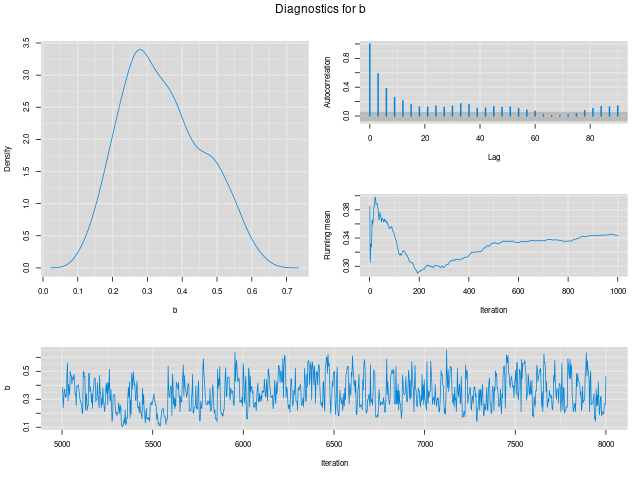 Diagnostics for b
Density
3.5
3.0
2.5
2.0
1.5
1.0
0.5
0.0
0.0 0.1 0.2 0.3 0.4 0.5 0.6 0.7
b
Autocorrelation
0.8
0.4
0.0
0 20 40 60 80
Lag
Running mean
0.38
0.34
0.30
0 200 400 600 800 1000
Iteration
b
0.5
0.3
0.1
5000 5500 6000 6500 7000 7500 8000
Iteration